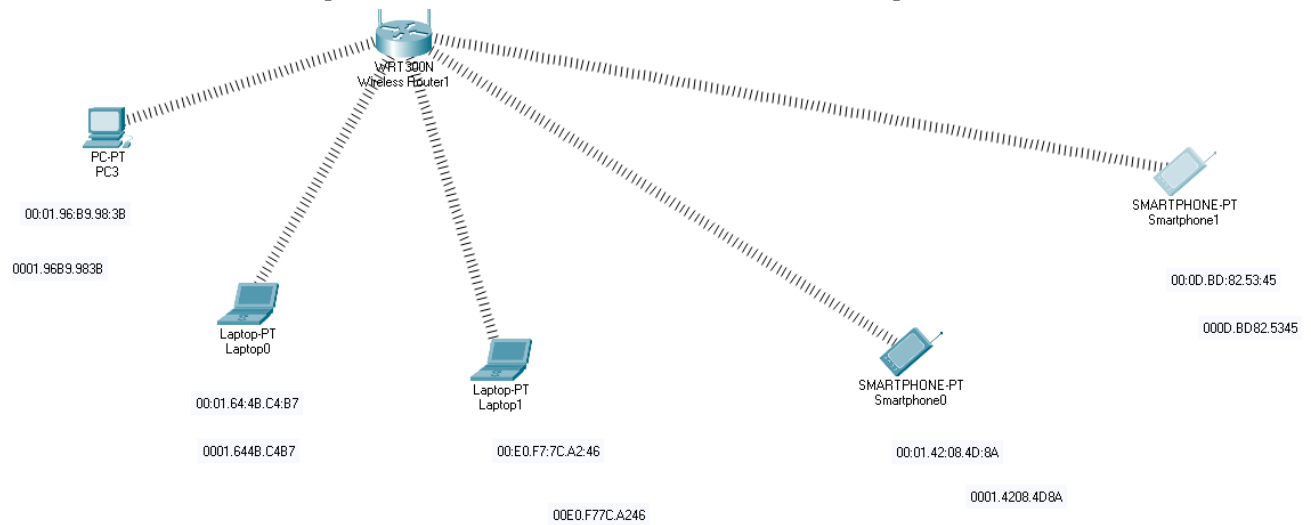 WRT300N
Wireless Router1
PC-PT
PC3
00:01.96:B9.98:3B
0001.96B9.983B
SMARTPHONE-PT
Smartphone1
00:0D.BD:82.53:45
000D.BD82.5345
Laptop-PT
Laptop0
00:01.64:4B.C4:B7
0001.644B.C4B7
Laptop-PT
Laptop1
00:E0.F7:7C.A2:46
00E0.F77C.A246
SMARTPHONE-PT
Smartphone0
00:01.42:08.4D:8A
0001.4208.4D8A